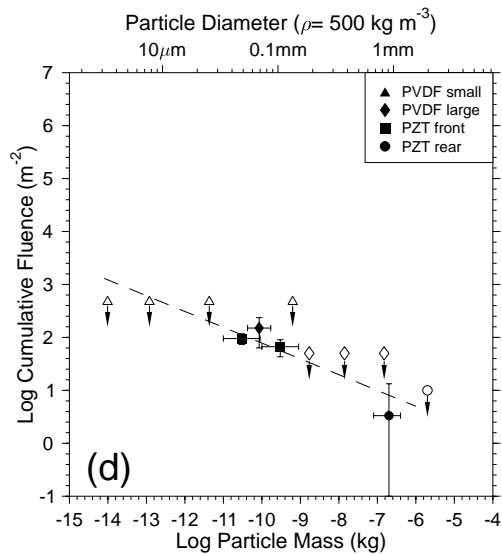 Particle Diameter (ρ= 500 kg m⁻³)
10μm 0.1mm 1mm
7
6
5
4
3
2
1
0
-1
Log Cumulative Fluence (m⁻²)
PVDF small
PVDF large
PZT front
PZT rear
(d)
-15 -14 -13 -12 -11 -10 -9 -8 -7 -6 -5 -4
Log Particle Mass (kg)